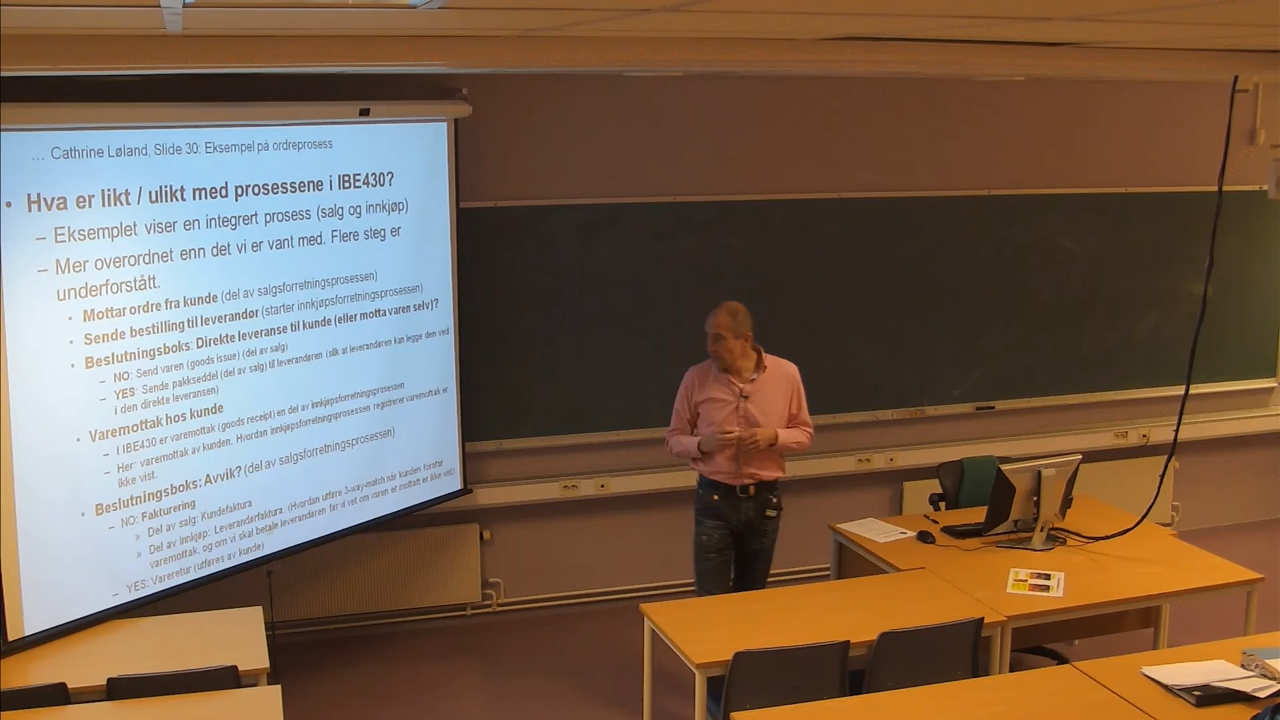 ... Cathrine Løland, Slide 30: Eksempel på ordreprosess
• Hva er likt / ulikt med prosessene i IBE430?
– Eksemplet viser en integrert prosess (salg og innkjøp)
– Mer overordnet enn det vi er vant med. Flere steg er
underforstått.
• Mottar ordre fra kunde (del av salgsforretningsprosessen)
• Sende bestilling til leverandør (starter innkjøpsforretningsprosessen)
• Beslutningsboks: Direkte leveranse til kunde (eller motta varen selv)?
– NO: Send varen (goods issue) (del av salg)
– YES: Sende pakkseddel (del av salg) til leverandøren (slik at leverandøren kan legge den ved
i den direkte leveransen)
• Varemottak hos kunde
– I IBE430 er varemottak (goods receipt) en del av innkjøpsforretningsprosessen
– Her: varemottak av kunden. Hvordan innkjøpsforretningsprosessen registrerer varemottak er
ikke vist.
• Beslutningsboks: Avvik? (del av salgsforretningsprosessen)
– NO: Fakturering
» Del av salg: Kundefaktura
» Del av innkjøp: Leverandørfaktura. (Hvordan utføre 3-way-match når kunden foretar
varemottak, og om vi skal betale leverandøren før vi vet om varen er mottatt er ikke vist)
– YES: Vareretur (utføres av kunde)